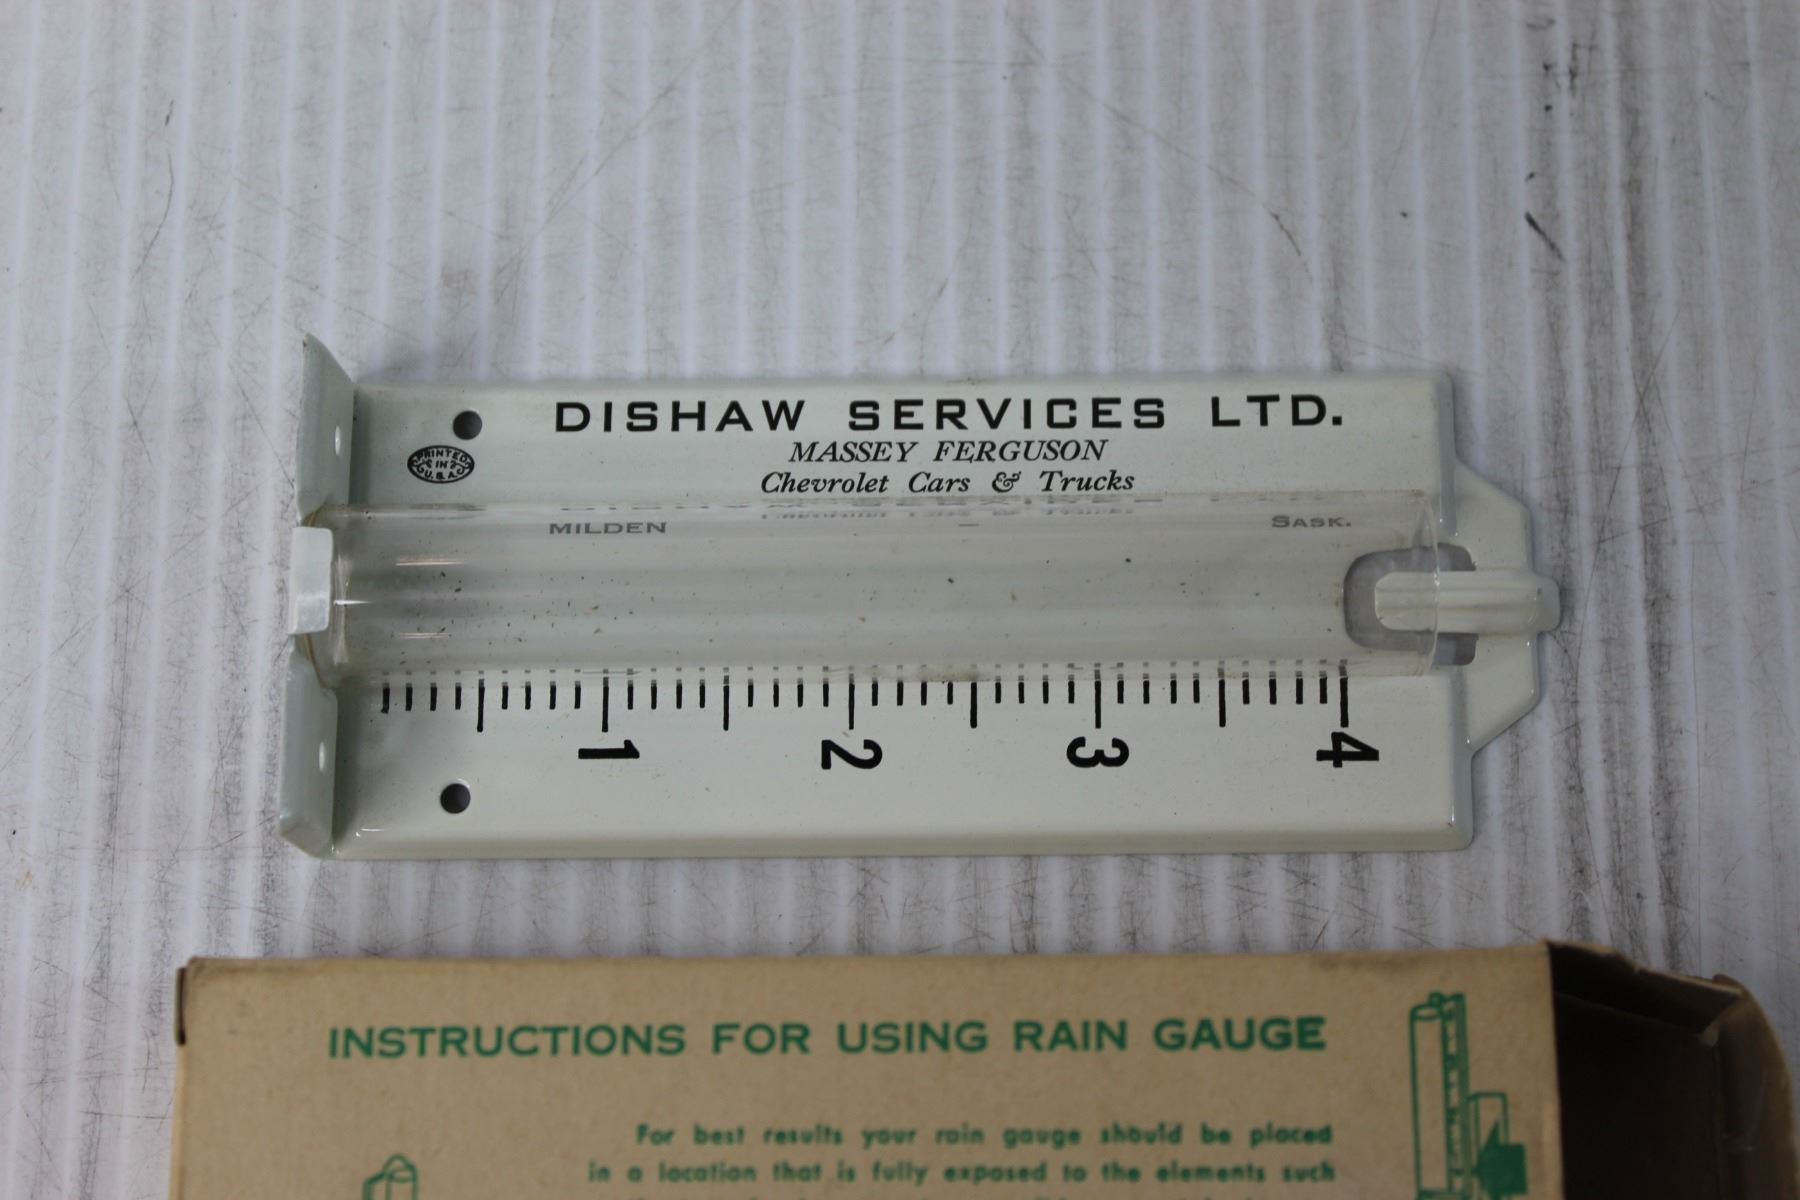 DISHAW SERVICES LTD.
MASSEY FERGUSON
Chevrolet Cars & Trucks
PRINTED
IN
U.S.A.
MILDEN – SASK.
1 2 3 4
INSTRUCTIONS FOR USING RAIN GAUGE
For best results your rain gauge should be placed
in a location that is fully exposed to the elements such